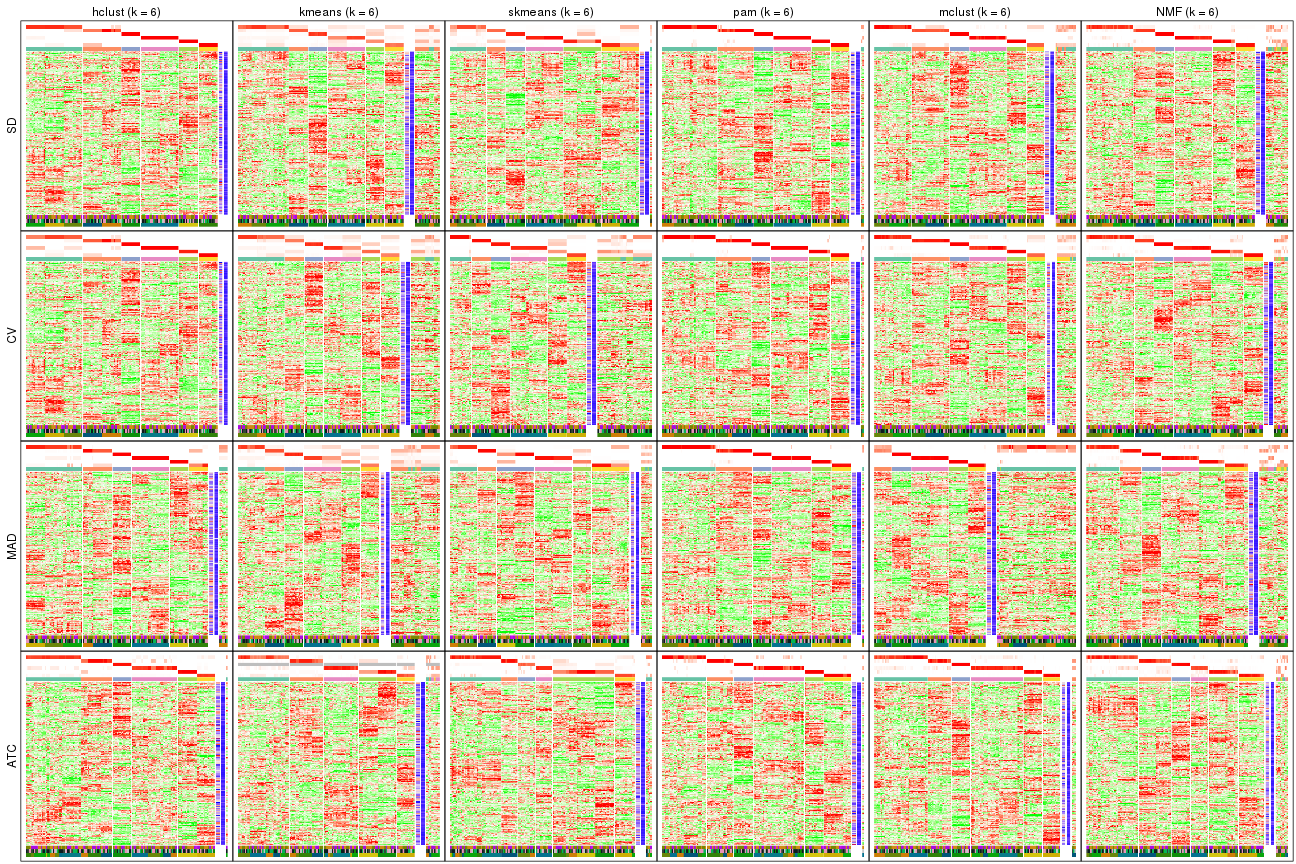 hclust (k = 6) kmeans (k = 6) skmeans (k = 6) pam (k = 6) mclust (k = 6) NMF (k = 6)
SD
CV
MAD
ATC